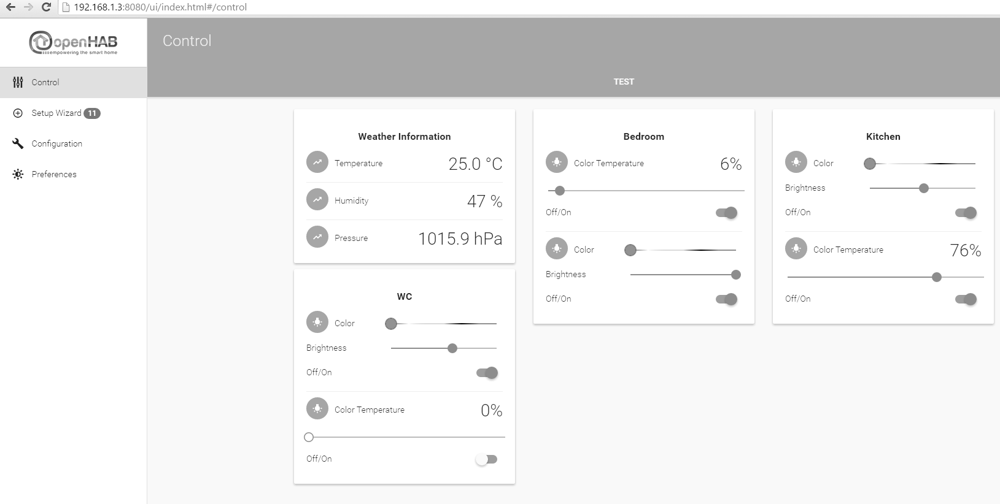 192.168.1.3:8080/ui/index.html#/control
openHAB
empowering the smart home
Control
Setup Wizard 11
Configuration
Preferences
Control
TEST
Weather Information
Temperature 25.0 °C
Humidity 47 %
Pressure 1015.9 hPa
WC
Color
Brightness
Off/On
Color Temperature 0%
Off/On
Bedroom
Color Temperature 6%
Off/On
Color
Brightness
Off/On
Kitchen
Color
Brightness
Off/On
Color Temperature 76%
Off/On